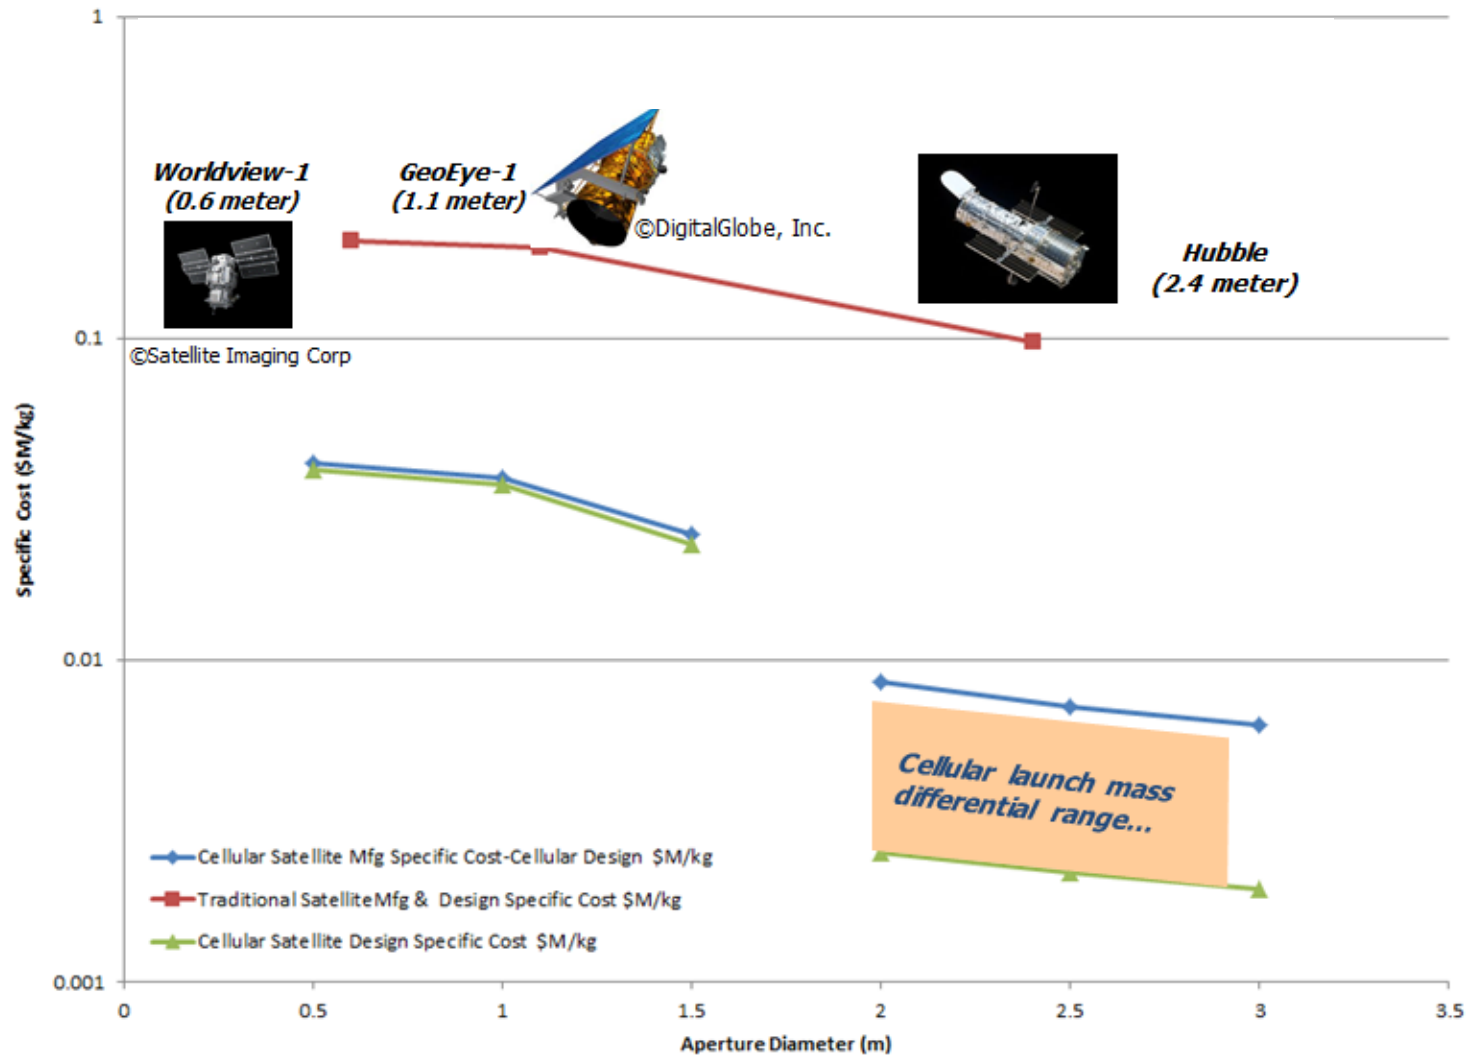 1
Worldview-1
(0.6 meter)
GeoEye-1
(1.1 meter)
©DigitalGlobe, Inc.
Hubble
(2.4 meter)
0.1
©Satellite Imaging Corp
Specific Cost ($M/kg)
0.01
Cellular launch mass
differential range...
Cellular Satellite Mfg Specific Cost-Cellular Design $M/kg
Traditional SatelliteMfg & Design Specific Cost $M/kg
Cellular Satellite Design Specific Cost $M/kg
0.001
0 0.5 1 1.5 2 2.5 3 3.5
Aperture Diameter (m)